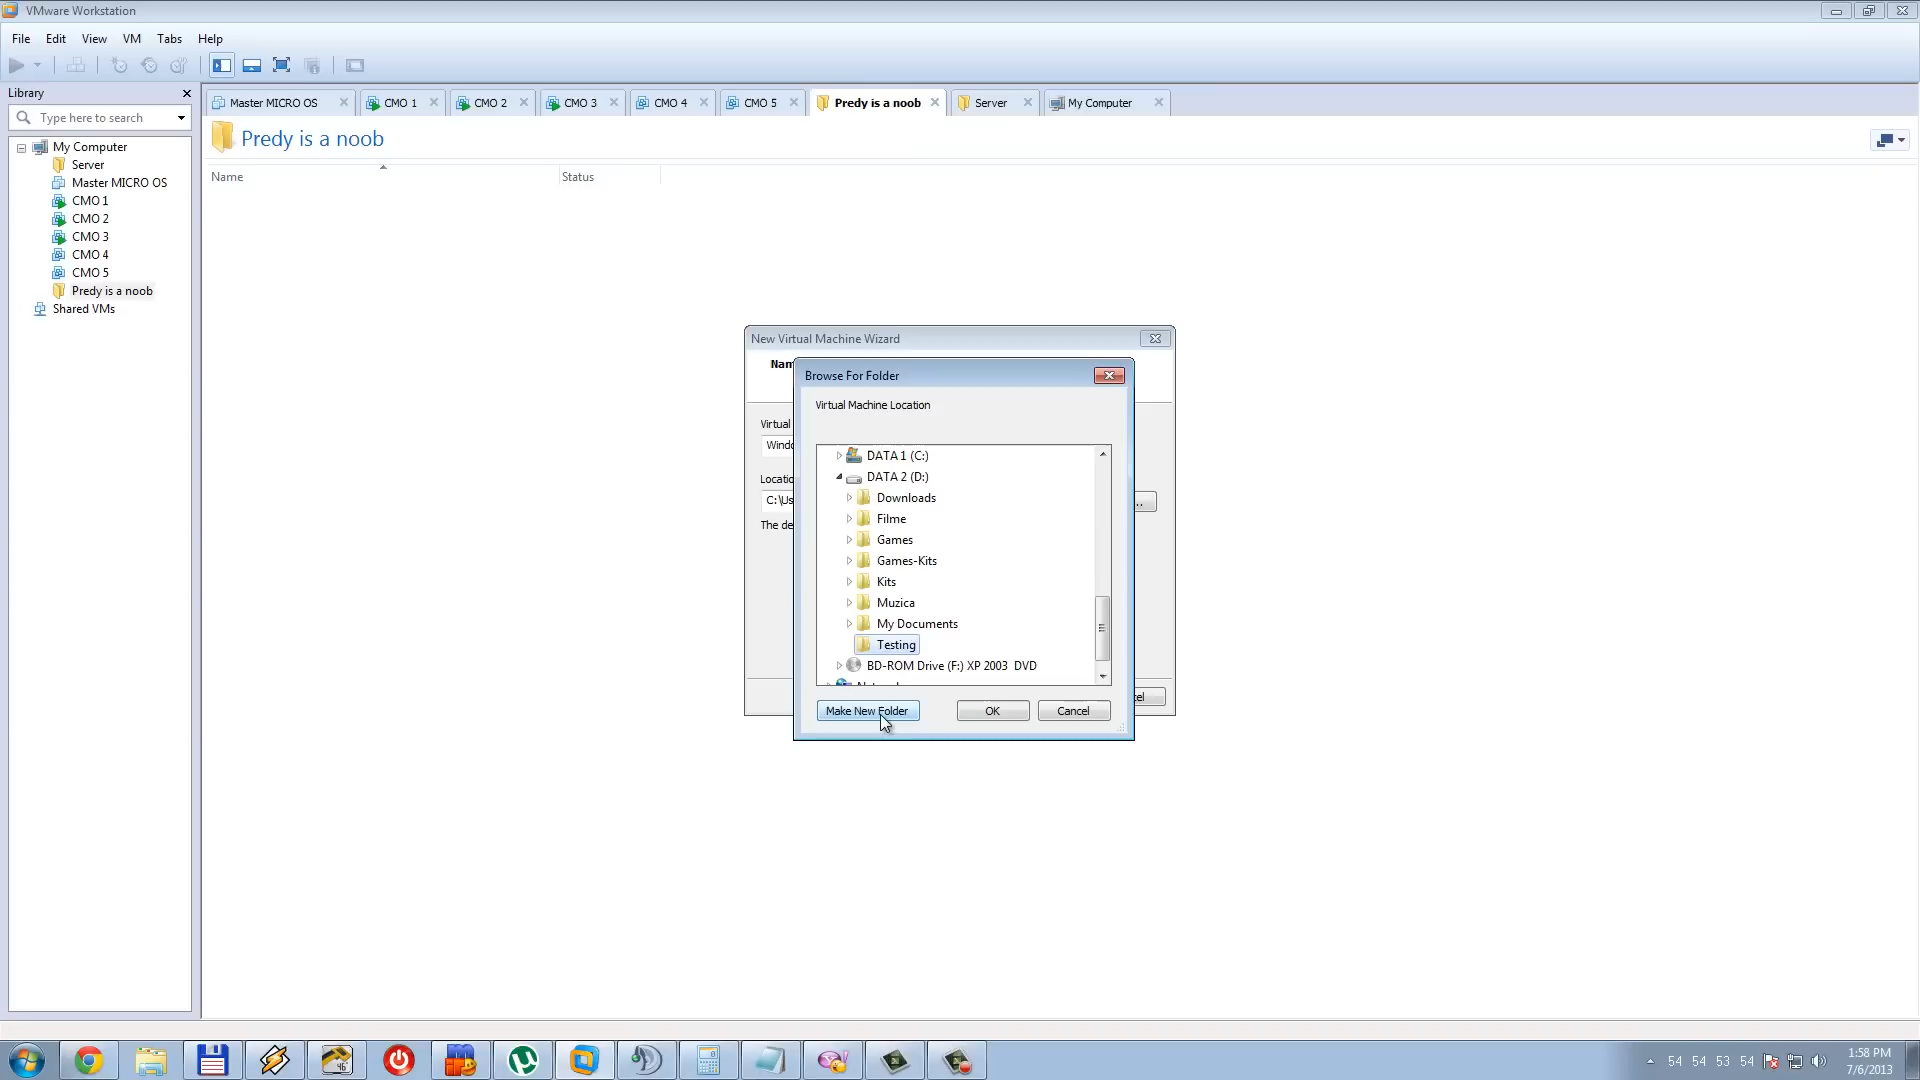 VMware Workstation
File Edit View VM Tabs Help
Library
Type here to search
My Computer
Server
Master MICRO OS
CMO 1
CMO 2
CMO 3
CMO 4
CMO 5
Predy is a noob
Shared VMs
Master MICRO OS CMO 1 CMO 2 CMO 3 CMO 4 CMO 5 Predy is a noob Server My Computer
Predy is a noob
Name Status
New Virtual Machine Wizard
Browse For Folder
Virtual Machine Location
Virtual
Locatio
C:\Us
The de
DATA 1 (C:)
DATA 2 (D:)
Downloads
Filme
Games
Games-Kits
Kits
Muzica
My Documents
Testing
BD-ROM Drive (F:) XP 2003 DVD
Make New Folder OK Cancel
54 54 53 54
1:58 PM
7/6/2013